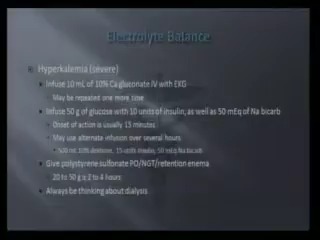 Electrolyte Balance
Hyperkalemia (severe)
Infuse 10 mL of 10% Ca gluconate IV with EKG
May be repeated one more time
Infuse 50 g of glucose with 10 units of insulin, as well as 50 mEq of Na bicarb
Onset of action is usually 15 minutes
May use alternate infusion over several hours
500 mL 10% dextrose, 15 units insulin, 50 mEq Na bicarb
Give polystyrene sulfonate PO/NGT/retention enema
20 to 50 g q 2 to 4 hours
Always be thinking about dialysis